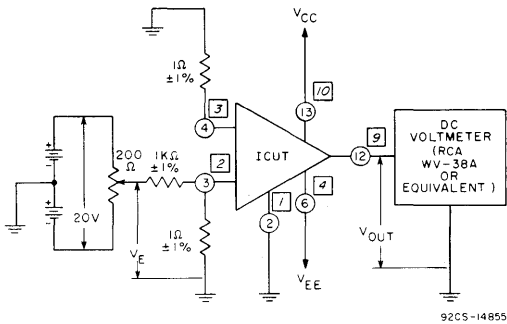 VCC
1Ω
±1%
3
10
4
13
DC
VOLTMETER
(RCA
WV-38A
OR
EQUIVALENT)
ICUT
9
12
200
Ω
1KΩ
±1%
2
3
1
4
2
6
20V
+
-
+
-
1Ω
±1%
VE
VEE
VOUT
92CS-14855